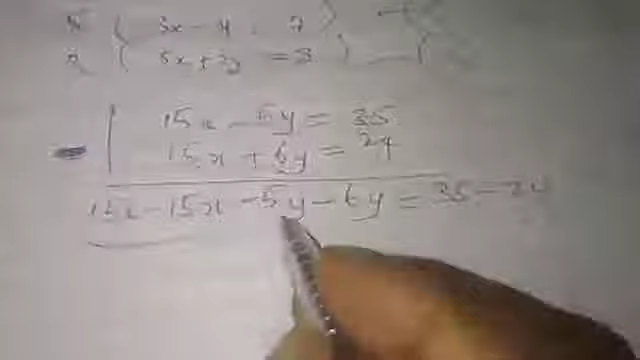 5 ( 3x - y = 7 )
3 ( 5x + 2y = 8 )
15x - 5y = 35
- 15x + 6y = 24
15x - 15x - 5y - 6y = 35 - 24